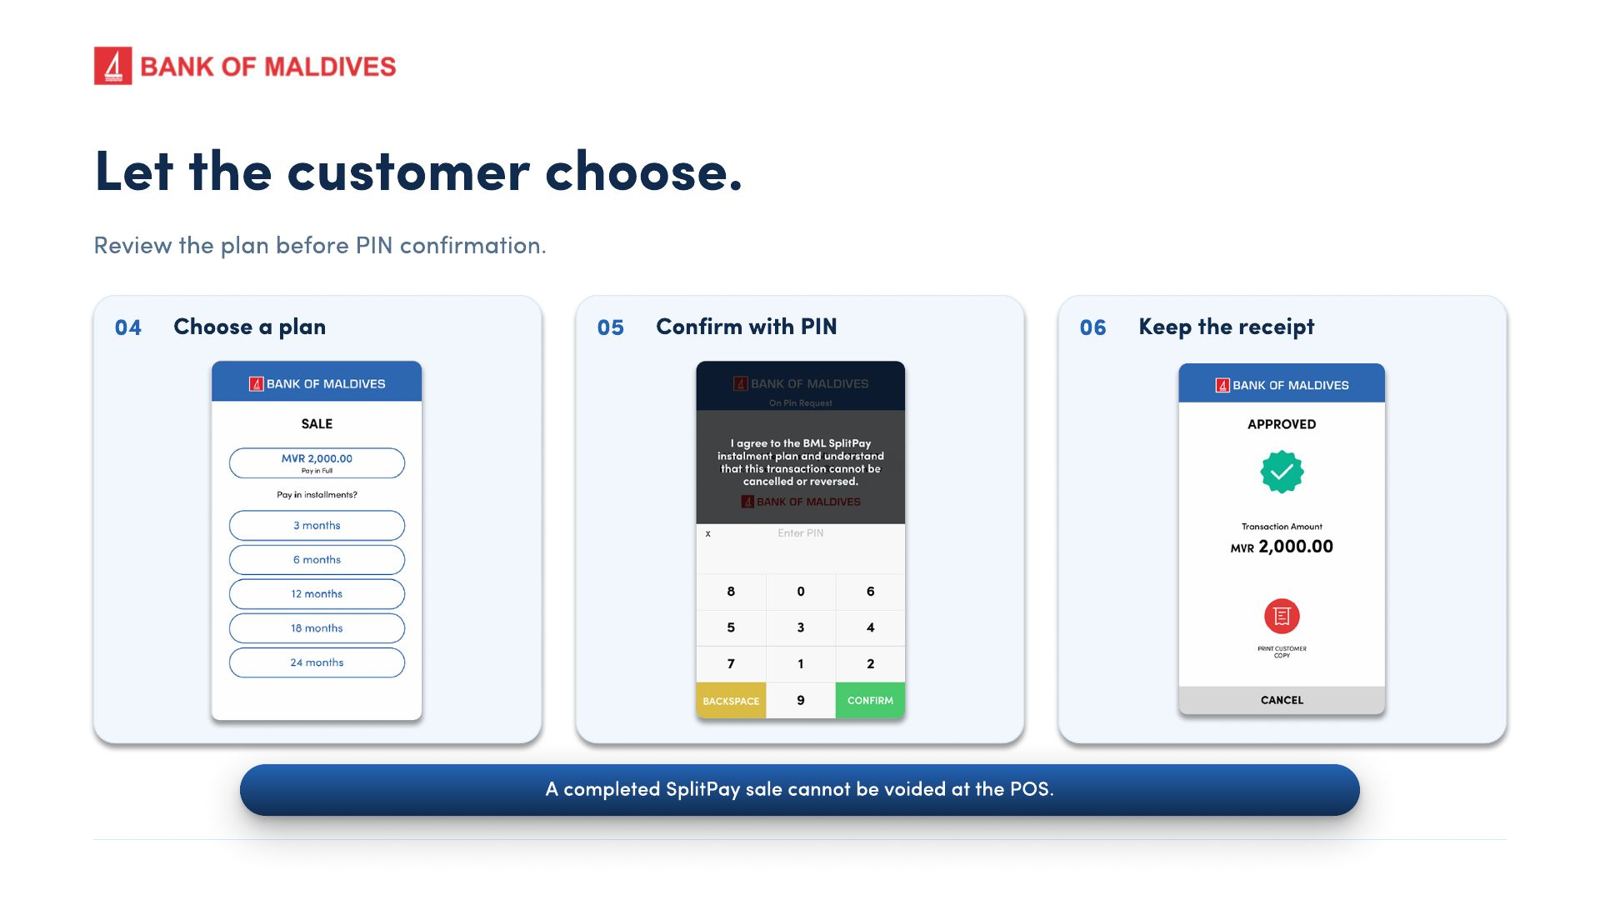 BANK OF MALDIVES
Let the customer choose.
Review the plan before PIN confirmation.
04 Choose a plan
BANK OF MALDIVES
SALE
MVR 2,000.00
Pay in Full
Pay in installments?
3 months
6 months
12 months
18 months
24 months
05 Confirm with PIN
BANK OF MALDIVES
On Pin Request
I agree to the BML SplitPay
instalment plan and understand
that this transaction cannot be
cancelled or reversed.
BANK OF MALDIVES
x Enter PIN
8 0 6
5 3 4
7 1 2
BACKSPACE 9 CONFIRM
06 Keep the receipt
BANK OF MALDIVES
APPROVED
Transaction Amount
MVR 2,000.00
PRINT CUSTOMER
COPY
CANCEL
A completed SplitPay sale cannot be voided at the POS.